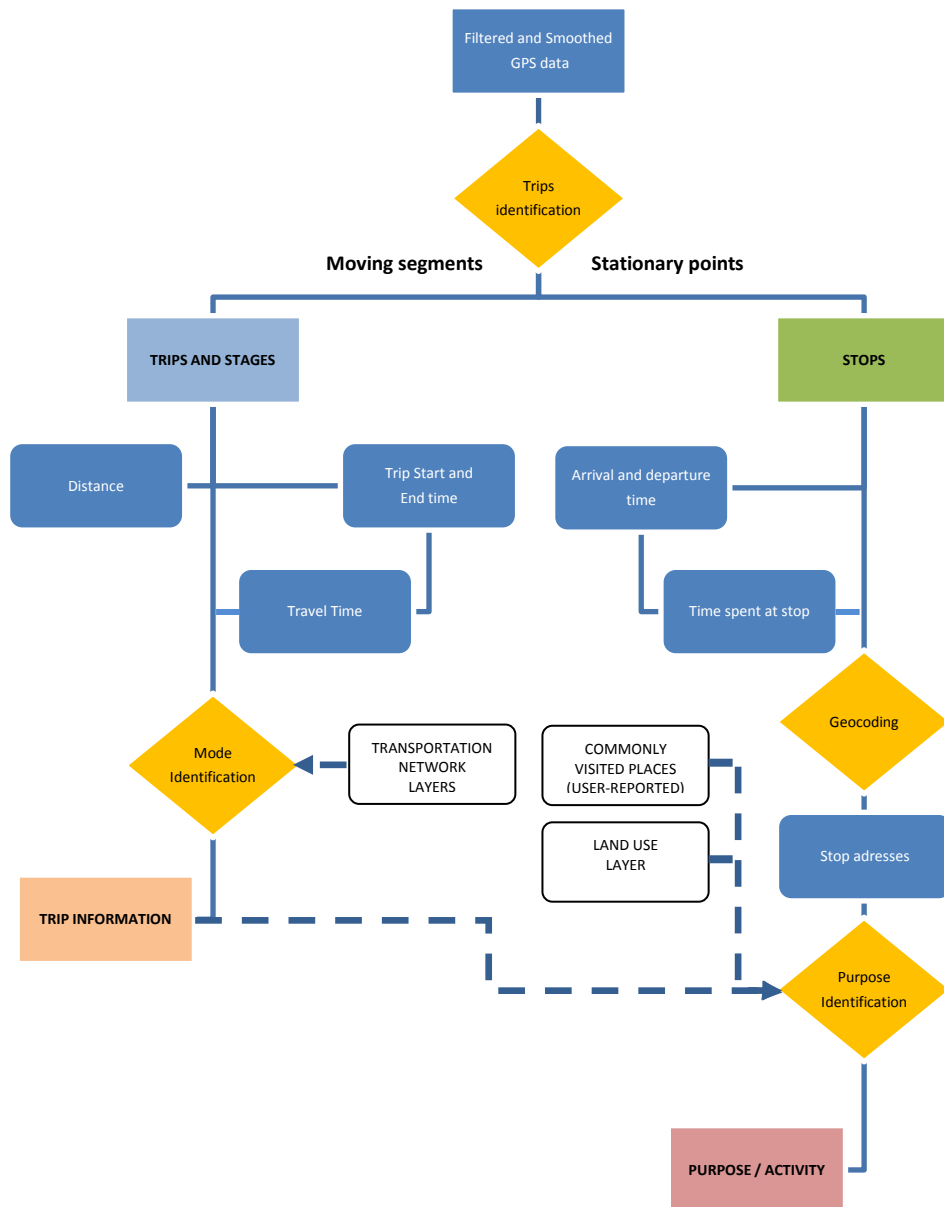 Filtered and Smoothed
GPS data
Trips
identification
Moving segments
Stationary points
TRIPS AND STAGES
STOPS
Distance
Trip Start and
End time
Arrival and departure
time
Travel Time
Time spent at stop
Mode
Identification
TRANSPORTATION
NETWORK
LAYERS
COMMONLY
VISITED PLACES
(USER-REPORTED)
Geocoding
LAND USE
LAYER
Stop adresses
TRIP INFORMATION
Purpose
Identification
PURPOSE / ACTIVITY